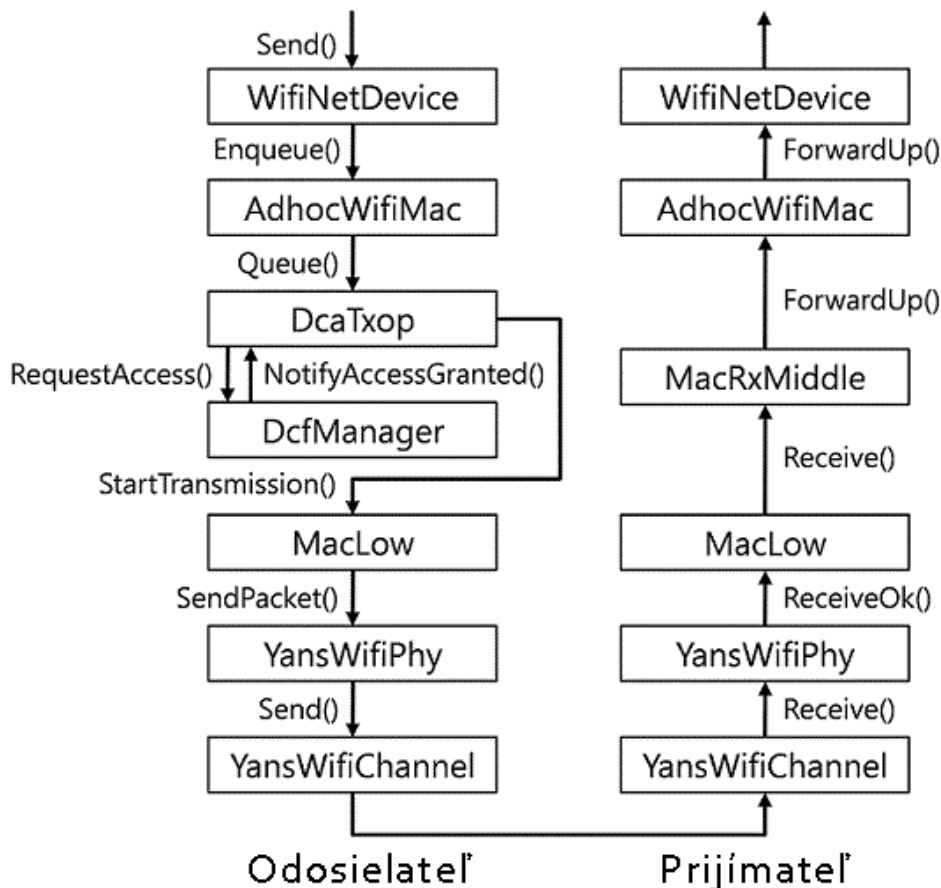 Send()
WifiNetDevice
Enqueue()
AdhocWifiMac
Queue()
DcaTxop
RequestAccess()
NotifyAccessGranted()
DcfManager
StartTransmission()
MacLow
SendPacket()
YansWifiPhy
Send()
YansWifiChannel
Odosielateľ
WifiNetDevice
ForwardUp()
AdhocWifiMac
ForwardUp()
MacRxMiddle
Receive()
MacLow
ReceiveOk()
YansWifiPhy
Receive()
YansWifiChannel
Prijímateľ